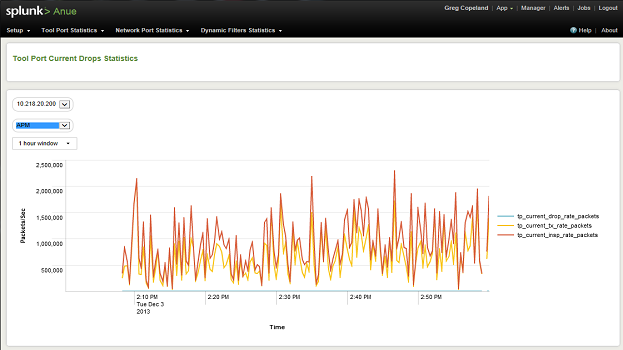 splunk> Anue
Greg Copeland | App | Manager | Alerts | Jobs | Logout
Setup Tool Port Statistics Network Port Statistics Dynamic Filters Statistics
? Help | About
Tool Port Current Drops Statistics
10.218.20.200
APM
1 hour window
2,500,000
2,000,000
1,500,000
1,000,000
500,000
Packets/Sec
tp_current_drop_rate_packets
tp_current_tx_rate_packets
tp_current_insp_rate_packets
2:10 PM 2:20 PM 2:30 PM 2:40 PM 2:50 PM
Tue Dec 3
2013
Time